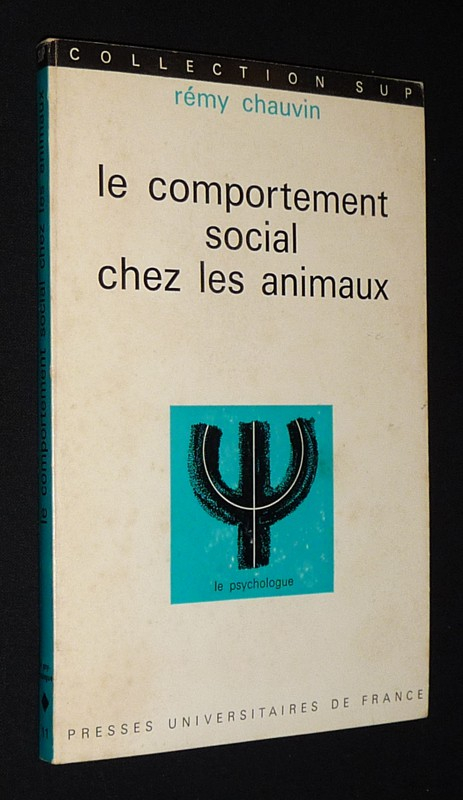 COLLECTION SUP
rémy chauvin
le comportement
social
chez les animaux
le psychologue
PRESSES UNIVERSITAIRES DE FRANCE
le comportement social chez les animaux